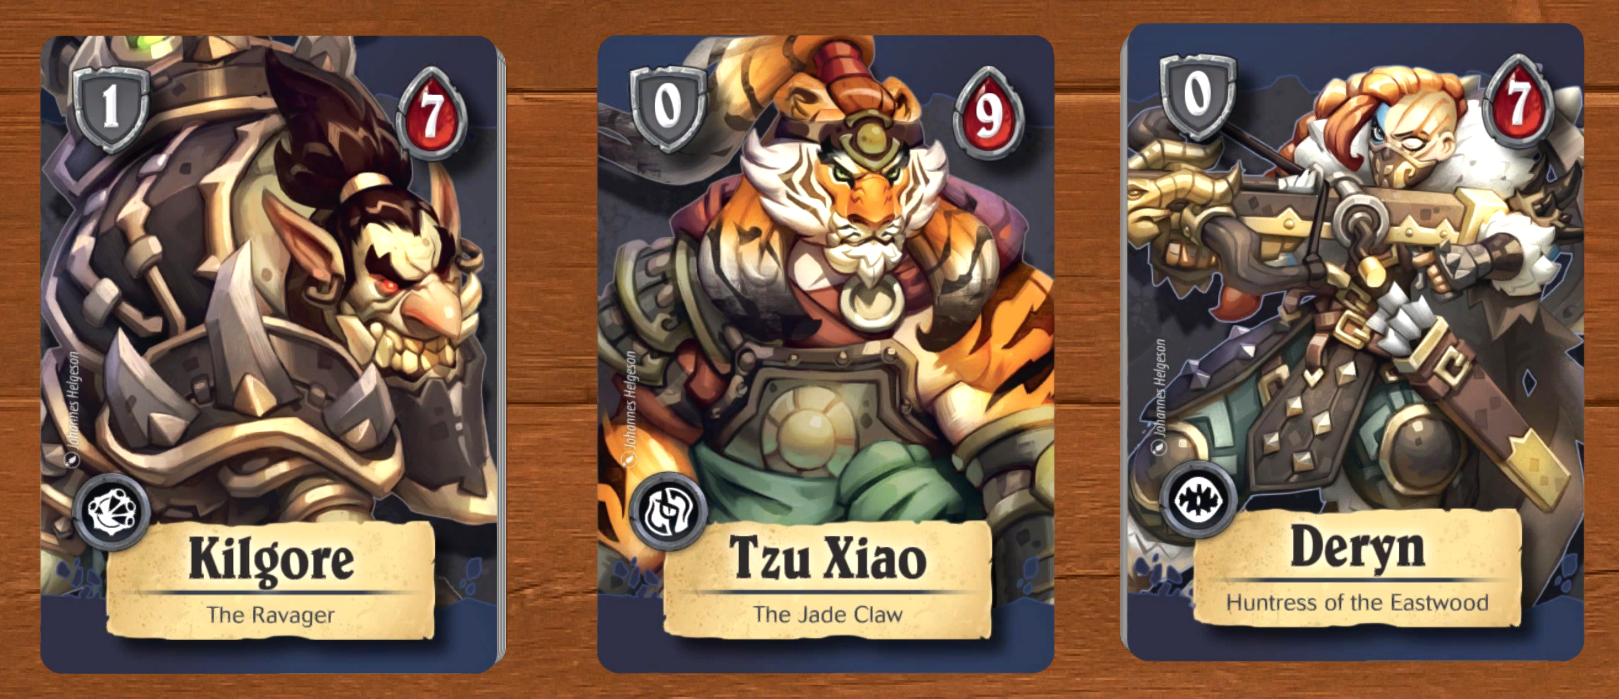 1
7
© Johannes Helgeson
Kilgore
The Ravager
0
9
© Johannes Helgeson
Tzu Xiao
The Jade Claw
0
7
© Johannes Helgeson
Deryn
Huntress of the Eastwood